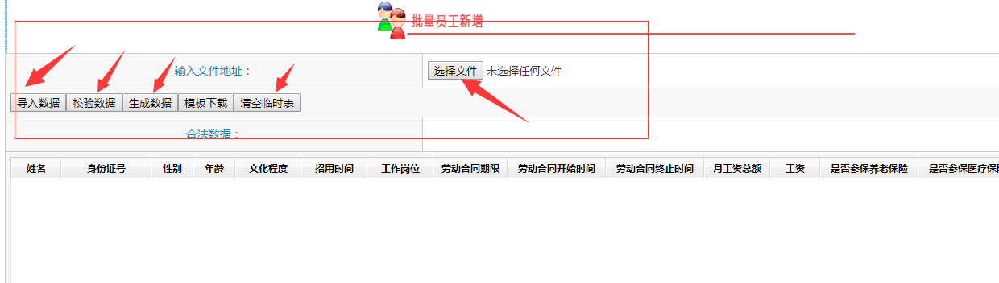 批量员工新增
输入文件地址：
选择文件 未选择任何文件
导入数据 校验数据 生成数据 模板下载 清空临时表
合法数据：
姓名 身份证号 性别 年龄 文化程度 招用时间 工作岗位 劳动合同期限 劳动合同开始时间 劳动合同终止时间 月工资总额 工资 是否参保养老保险 是否参保医疗保